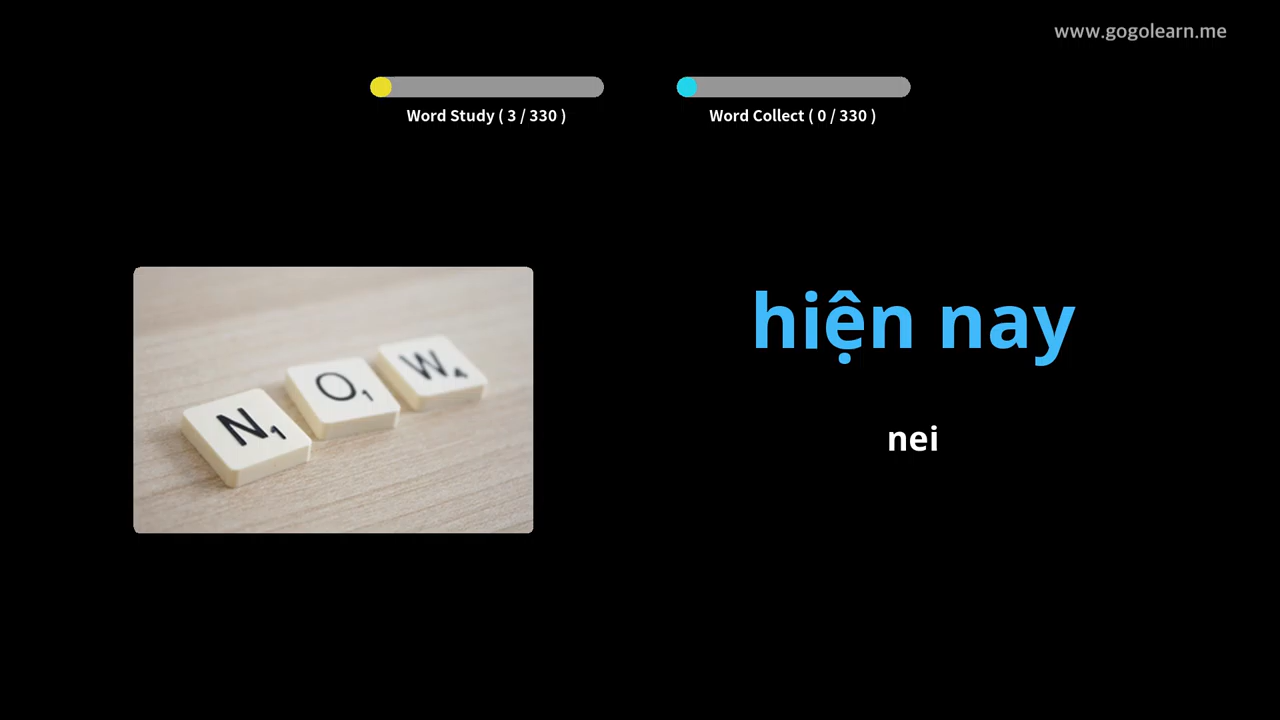 www.gogolearn.me
Word Study ( 3 / 330 )
Word Collect ( 0 / 330 )
N1 O1 W4
hiện nay
nei